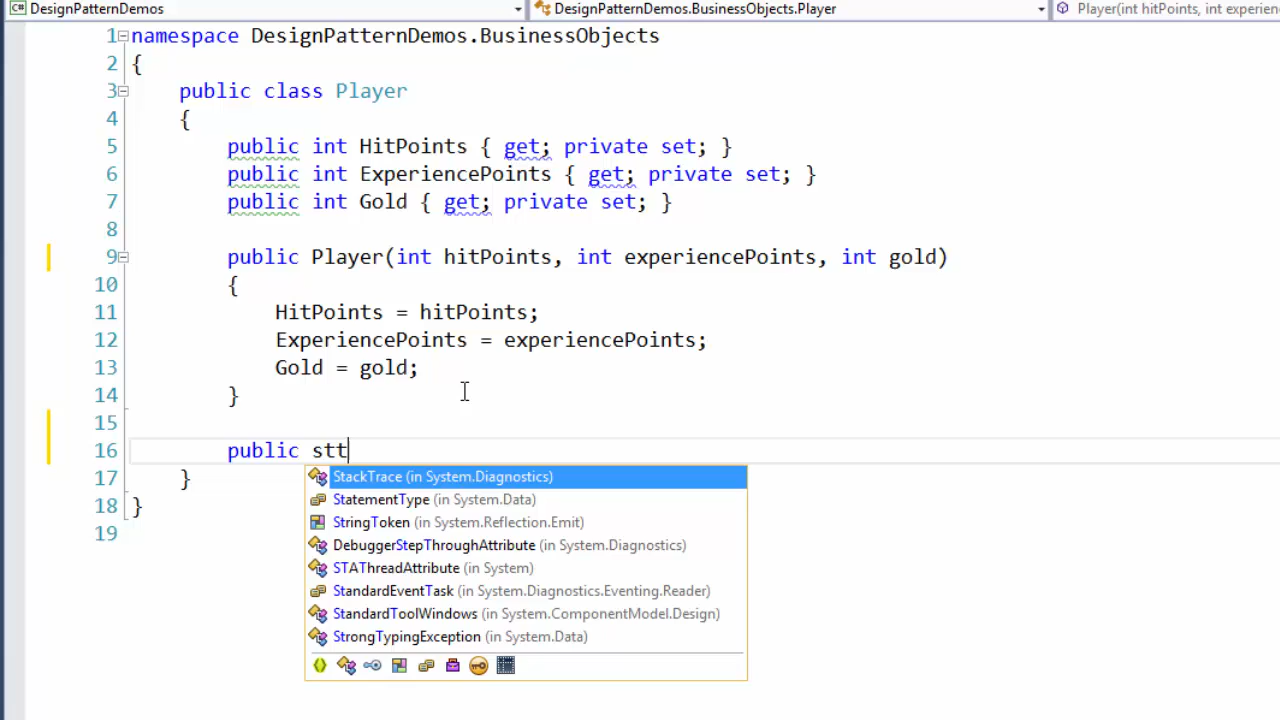 DesignPatternDemos DesignPatternDemos.BusinessObjects.Player Player(int hitPoints, int experien
1 namespace DesignPatternDemos.BusinessObjects
2 {
3 public class Player
4 {
5 public int HitPoints { get; private set; }
6 public int ExperiencePoints { get; private set; }
7 public int Gold { get; private set; }
8
9 public Player(int hitPoints, int experiencePoints, int gold)
10 {
11 HitPoints = hitPoints;
12 ExperiencePoints = experiencePoints;
13 Gold = gold;
14 }
15
16 public stt
17 }
StackTrace (in System.Diagnostics)
18 }
StatementType (in System.Data)
StringToken (in System.Reflection.Emit)
19
DebuggerStepThroughAttribute (in System.Diagnostics)
STAThreadAttribute (in System)
StandardEventTask (in System.Diagnostics.Eventing.Reader)
StandardToolWindows (in System.ComponentModel.Design)
StrongTypingException (in System.Data)